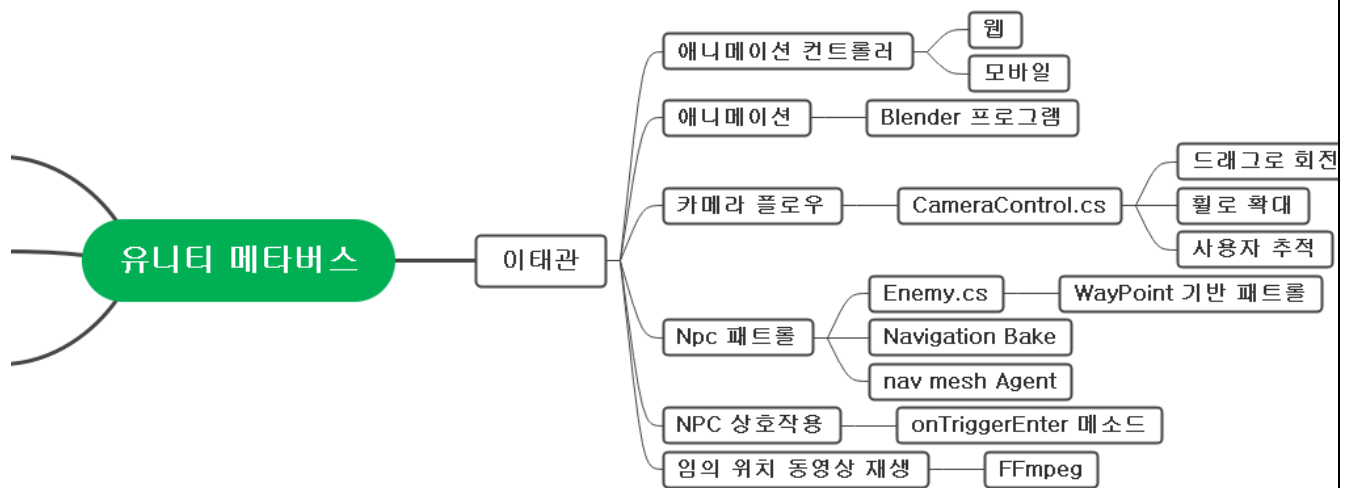 유니티 메타버스
이태관
애니메이션 컨트롤러
웹
모바일
애니메이션
Blender 프로그램
카메라 플로우
CameraControl.cs
드래그로 회전
휠로 확대
사용자 추적
Npc 패트롤
Enemy.cs
WayPoint 기반 패트롤
Navigation Bake
nav mesh Agent
NPC 상호작용
onTriggerEnter 메소드
임의 위치 동영상 재생
FFmpeg